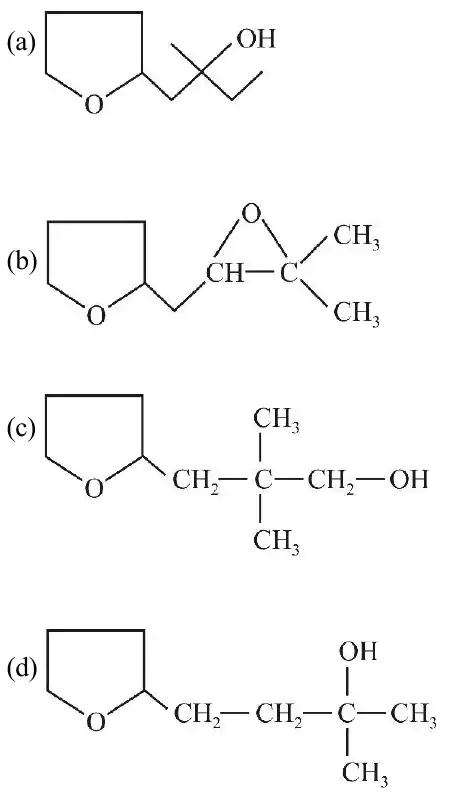 (a) OH
O
O
(b) CH₃
CH C
O CH₃
CH₃
(c)
O CH₂ C CH₂ OH
CH₃
OH
(d)
O CH₂ CH₂ C CH₃
CH₃